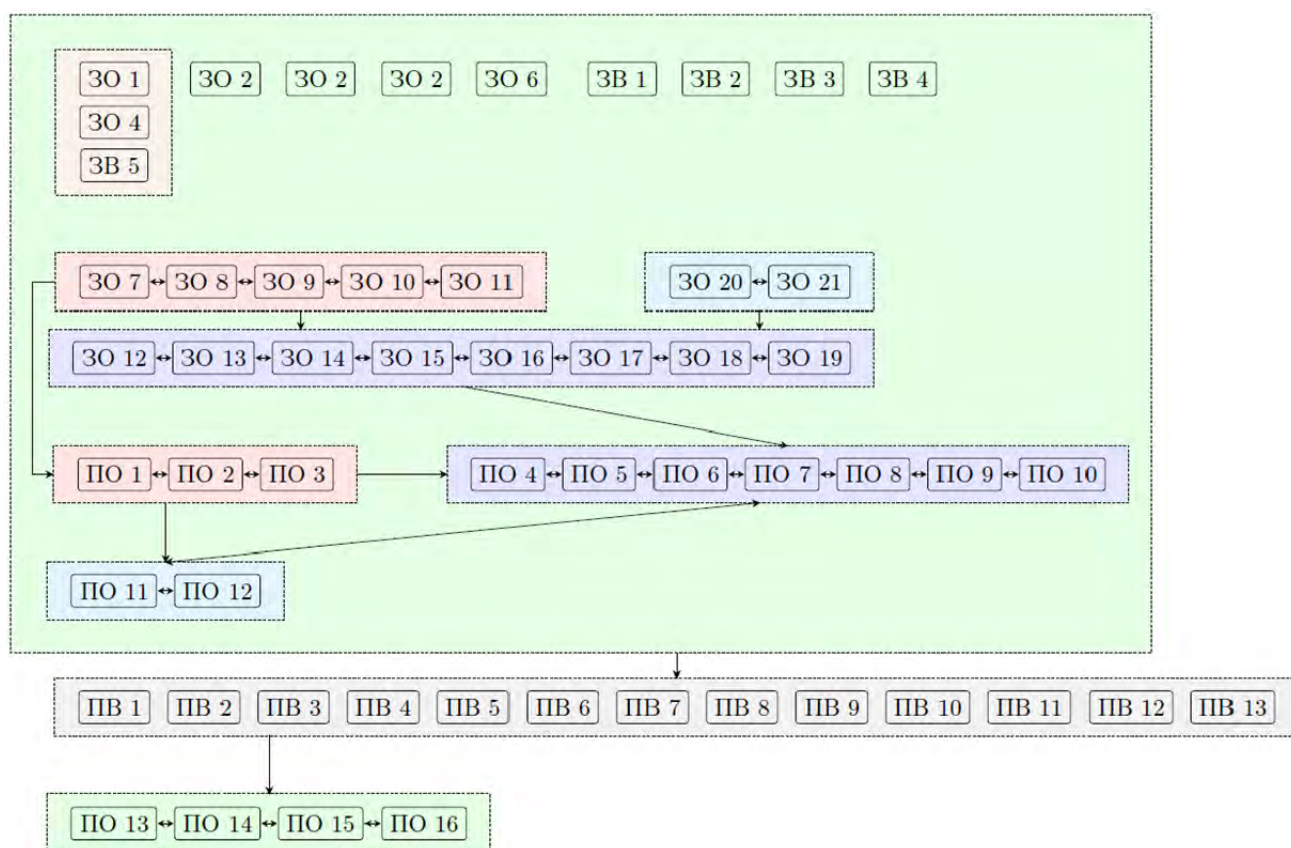 ЗО 1 ЗО 2 ЗО 2 ЗО 2 ЗО 6 ЗВ 1 ЗВ 2 ЗВ 3 ЗВ 4
ЗО 4
ЗВ 5
ЗО 7 ЗО 8 ЗО 9 ЗО 10 ЗО 11 ЗО 20 ЗО 21
ЗО 12 ЗО 13 ЗО 14 ЗО 15 ЗО 16 ЗО 17 ЗО 18 ЗО 19
ПО 1 ПО 2 ПО 3 ПО 4 ПО 5 ПО 6 ПО 7 ПО 8 ПО 9 ПО 10
ПО 11 ПО 12
ПВ 1 ПВ 2 ПВ 3 ПВ 4 ПВ 5 ПВ 6 ПВ 7 ПВ 8 ПВ 9 ПВ 10 ПВ 11 ПВ 12 ПВ 13
ПО 13 ПО 14 ПО 15 ПО 16